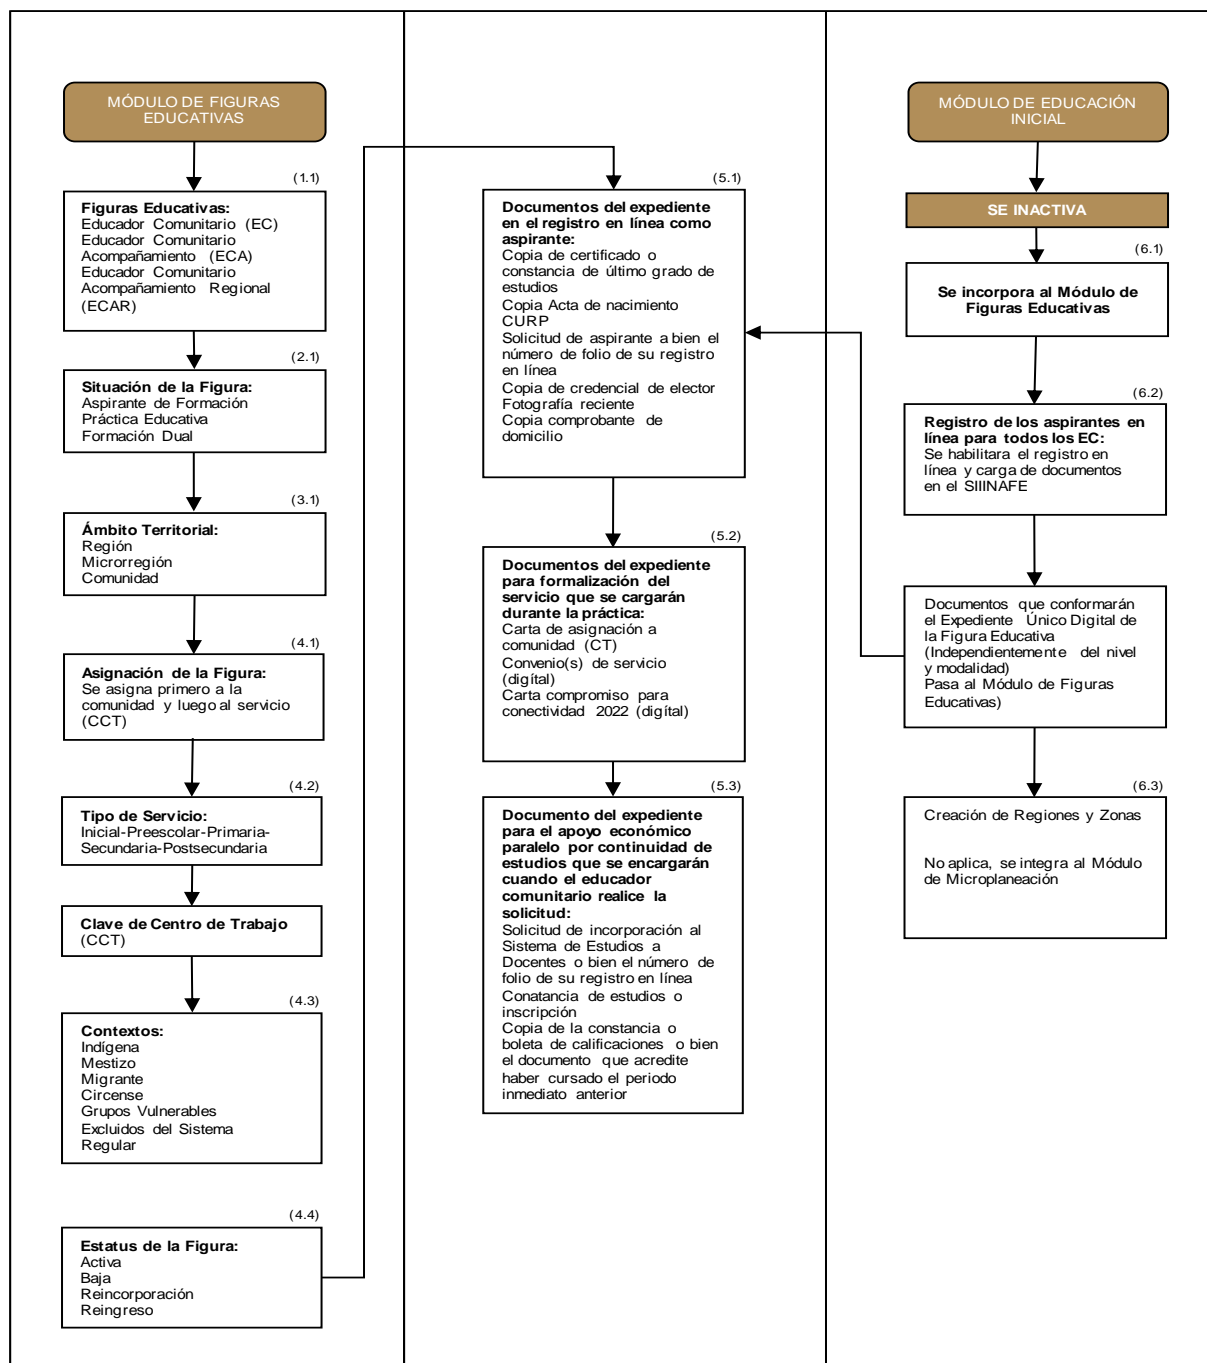 MÓDULO DE FIGURAS
EDUCATIVAS
(1.1)
Figuras Educativas:
Educador Comunitario (EC)
Educador Comunitario
Acompañamiento (ECA)
Educador Comunitario
Acompañamiento Regional
(ECAR)
(2.1)
Situación de la Figura:
Aspirante de Formación
Práctica Educativa
Formación Dual
(3.1)
Ámbito Territorial:
Región
Microrregión
Comunidad
(4.1)
Asignación de la Figura:
Se asigna primero a la
comunidad y luego al servicio
(CCT)
(4.2)
Tipo de Servicio:
Inicial-Preescolar-Primaria-
Secundaria-Postsecundaria
Clave de Centro de Trabajo
(CCT)
(4.3)
Contextos:
Indígena
Mestizo
Migrante
Circense
Grupos Vulnerables
Excluidos del Sistema
Regular
(4.4)
Estatus de la Figura:
Activa
Baja
Reincorporación
Reingreso
(5.1)
Documentos del expediente
en el registro en línea como
aspirante:
Copia de certificado o
constancia de último grado de
estudios
Copia Acta de nacimiento
CURP
Solicitud de aspirante a bien el
número de folio de su registro
en línea
Copia de credencial de elector
Fotografía reciente
Copia comprobante de
domicilio
(5.2)
Documentos del expediente
para formalización del
servicio que se cargarán
durante la práctica:
Carta de asignación a
comunidad (CT)
Convenio(s) de servicio
(digítal)
Carta compromiso para
conectividad 2022 (digítal)
(5.3)
Documento del expediente
para el apoyo económico
paralelo por continuidad de
estudios que se encargarán
cuando el educador
comunitario realice la
solicitud:
Solicitud de incorporación al
Sistema de Estudios a
Docentes o bien el número de
folio de su registro en línea
Conatancia de estudios o
inscripción
Copia de la constancia o
boleta de calificaciones o bien
el documento que acredite
haber cursado el periodo
inmediato anterior
MÓDULO DE EDUCACIÓN
INICIAL
SE INACTIVA
(6.1)
Se incorpora al Módulo de
Figuras Educativas
(6.2)
Registro de los aspirantes en
línea para todos los EC:
Se habilitara el registro en
línea y carga de documentos
en el SIIINAFE
Documentos que conformarán
el Expediente Único Digital de
la Figura Educativa
(Independientemente del nivel
y modalidad)
Pasa al Módulo de Figuras
Educativas)
(6.3)
Creación de Regiones y Zonas
No aplica, se integra al Módulo
de Microplaneación